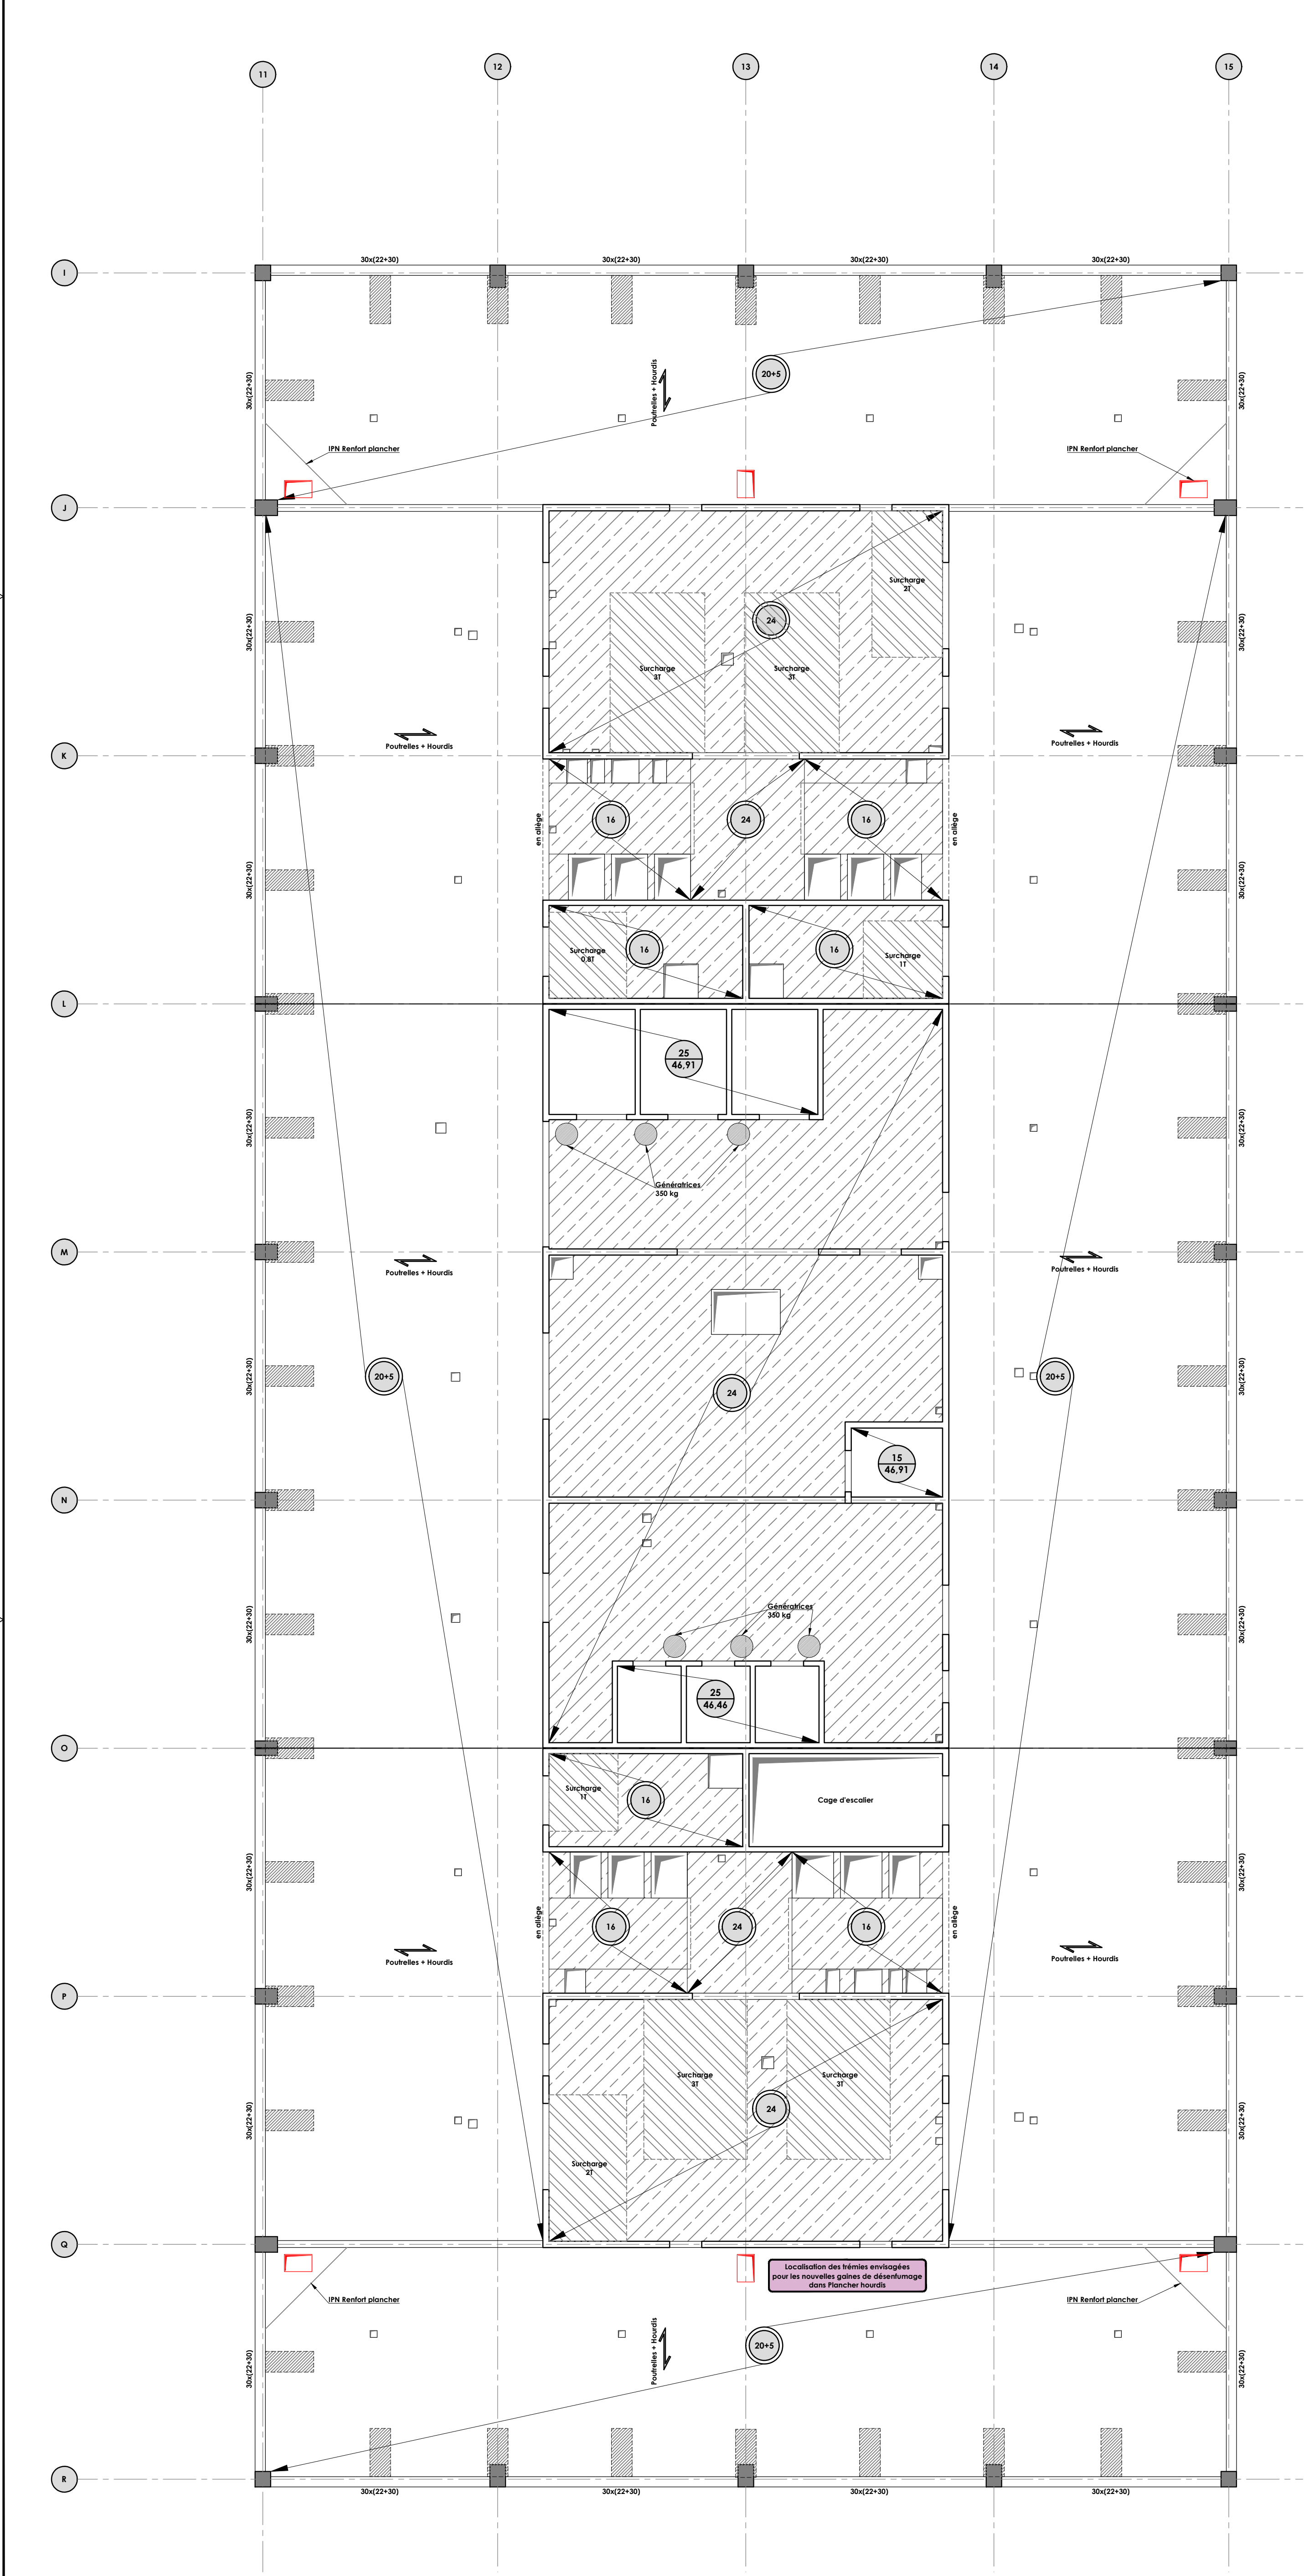 11
12
13
14
15
I
30x(22+30)
30x(22+30)
30x(22+30)
30x(22+30)
20+5
Poutrelles + Hourdis
30x(22+30)
30x(22+30)
IPN Renfort plancher
IPN Renfort plancher
J
Surcharge
2T
24
30x(22+30)
30x(22+30)
Surcharge
3T
Surcharge
3T
Poutrelles + Hourdis
Poutrelles + Hourdis
K
en allège
16
24
16
en allège
30x(22+30)
30x(22+30)
Surcharge
0,8T
16
16
Surcharge
1T
L
25
46,91
30x(22+30)
30x(22+30)
Génératrices
350 kg
M
Poutrelles + Hourdis
Poutrelles + Hourdis
30x(22+30)
20+5
24
20+5
30x(22+30)
15
46,91
N
30x(22+30)
Génératrices
350 kg
30x(22+30)
25
46,46
O
Surcharge
1T
16
Cage d'escalier
30x(22+30)
30x(22+30)
en allège
16
24
16
en allège
Poutrelles + Hourdis
Poutrelles + Hourdis
P
Surcharge
3T
Surcharge
3T
24
30x(22+30)
30x(22+30)
Surcharge
2T
Q
Localisation des trémies envisagées
pour les nouvelles gaines de désenfumage
dans Plancher hourdis
IPN Renfort plancher
IPN Renfort plancher
Poutrelles + Hourdis
20+5
30x(22+30)
30x(22+30)
R
30x(22+30)
30x(22+30)
30x(22+30)
30x(22+30)